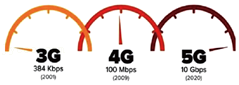 3G
384 Kbps
(2001)
4G
100 Mbps
(2009)
5G
10 Gbps
(2020)